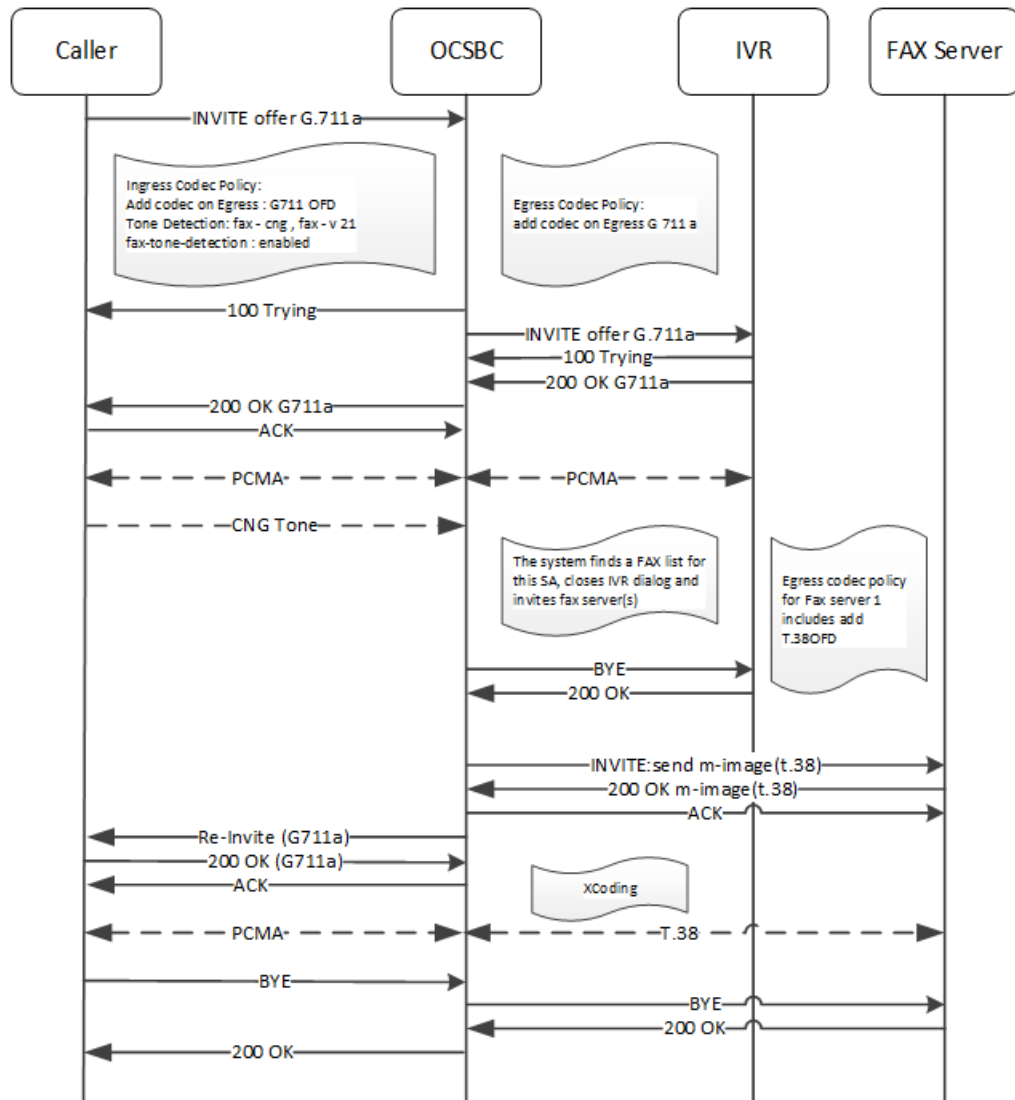 Caller
OCSBC
IVR
FAX Server
INVITE offer G.711a
Ingress Codec Policy:
Add codec on Egress : G711 OFD
Tone Detection: fax - cng , fax - v 21
fax-tone-detection : enabled
Egress Codec Policy:
add codec on Egress G 711 a
100 Trying
INVITE offer G.711a
100 Trying
200 OK G711a
200 OK G711a
ACK
PCMA
PCMA
CNG Tone
The system finds a FAX list for
this SA, closes IVR dialog and
invites fax server(s)
Egress codec policy
for Fax server 1
includes add
T.38OFD
BYE
200 OK
INVITE:send m-image(t.38)
200 OK m-image(t.38)
ACK
Re-Invite (G711a)
200 OK (G711a)
ACK
XCoding
PCMA
T.38
BYE
BYE
200 OK
200 OK